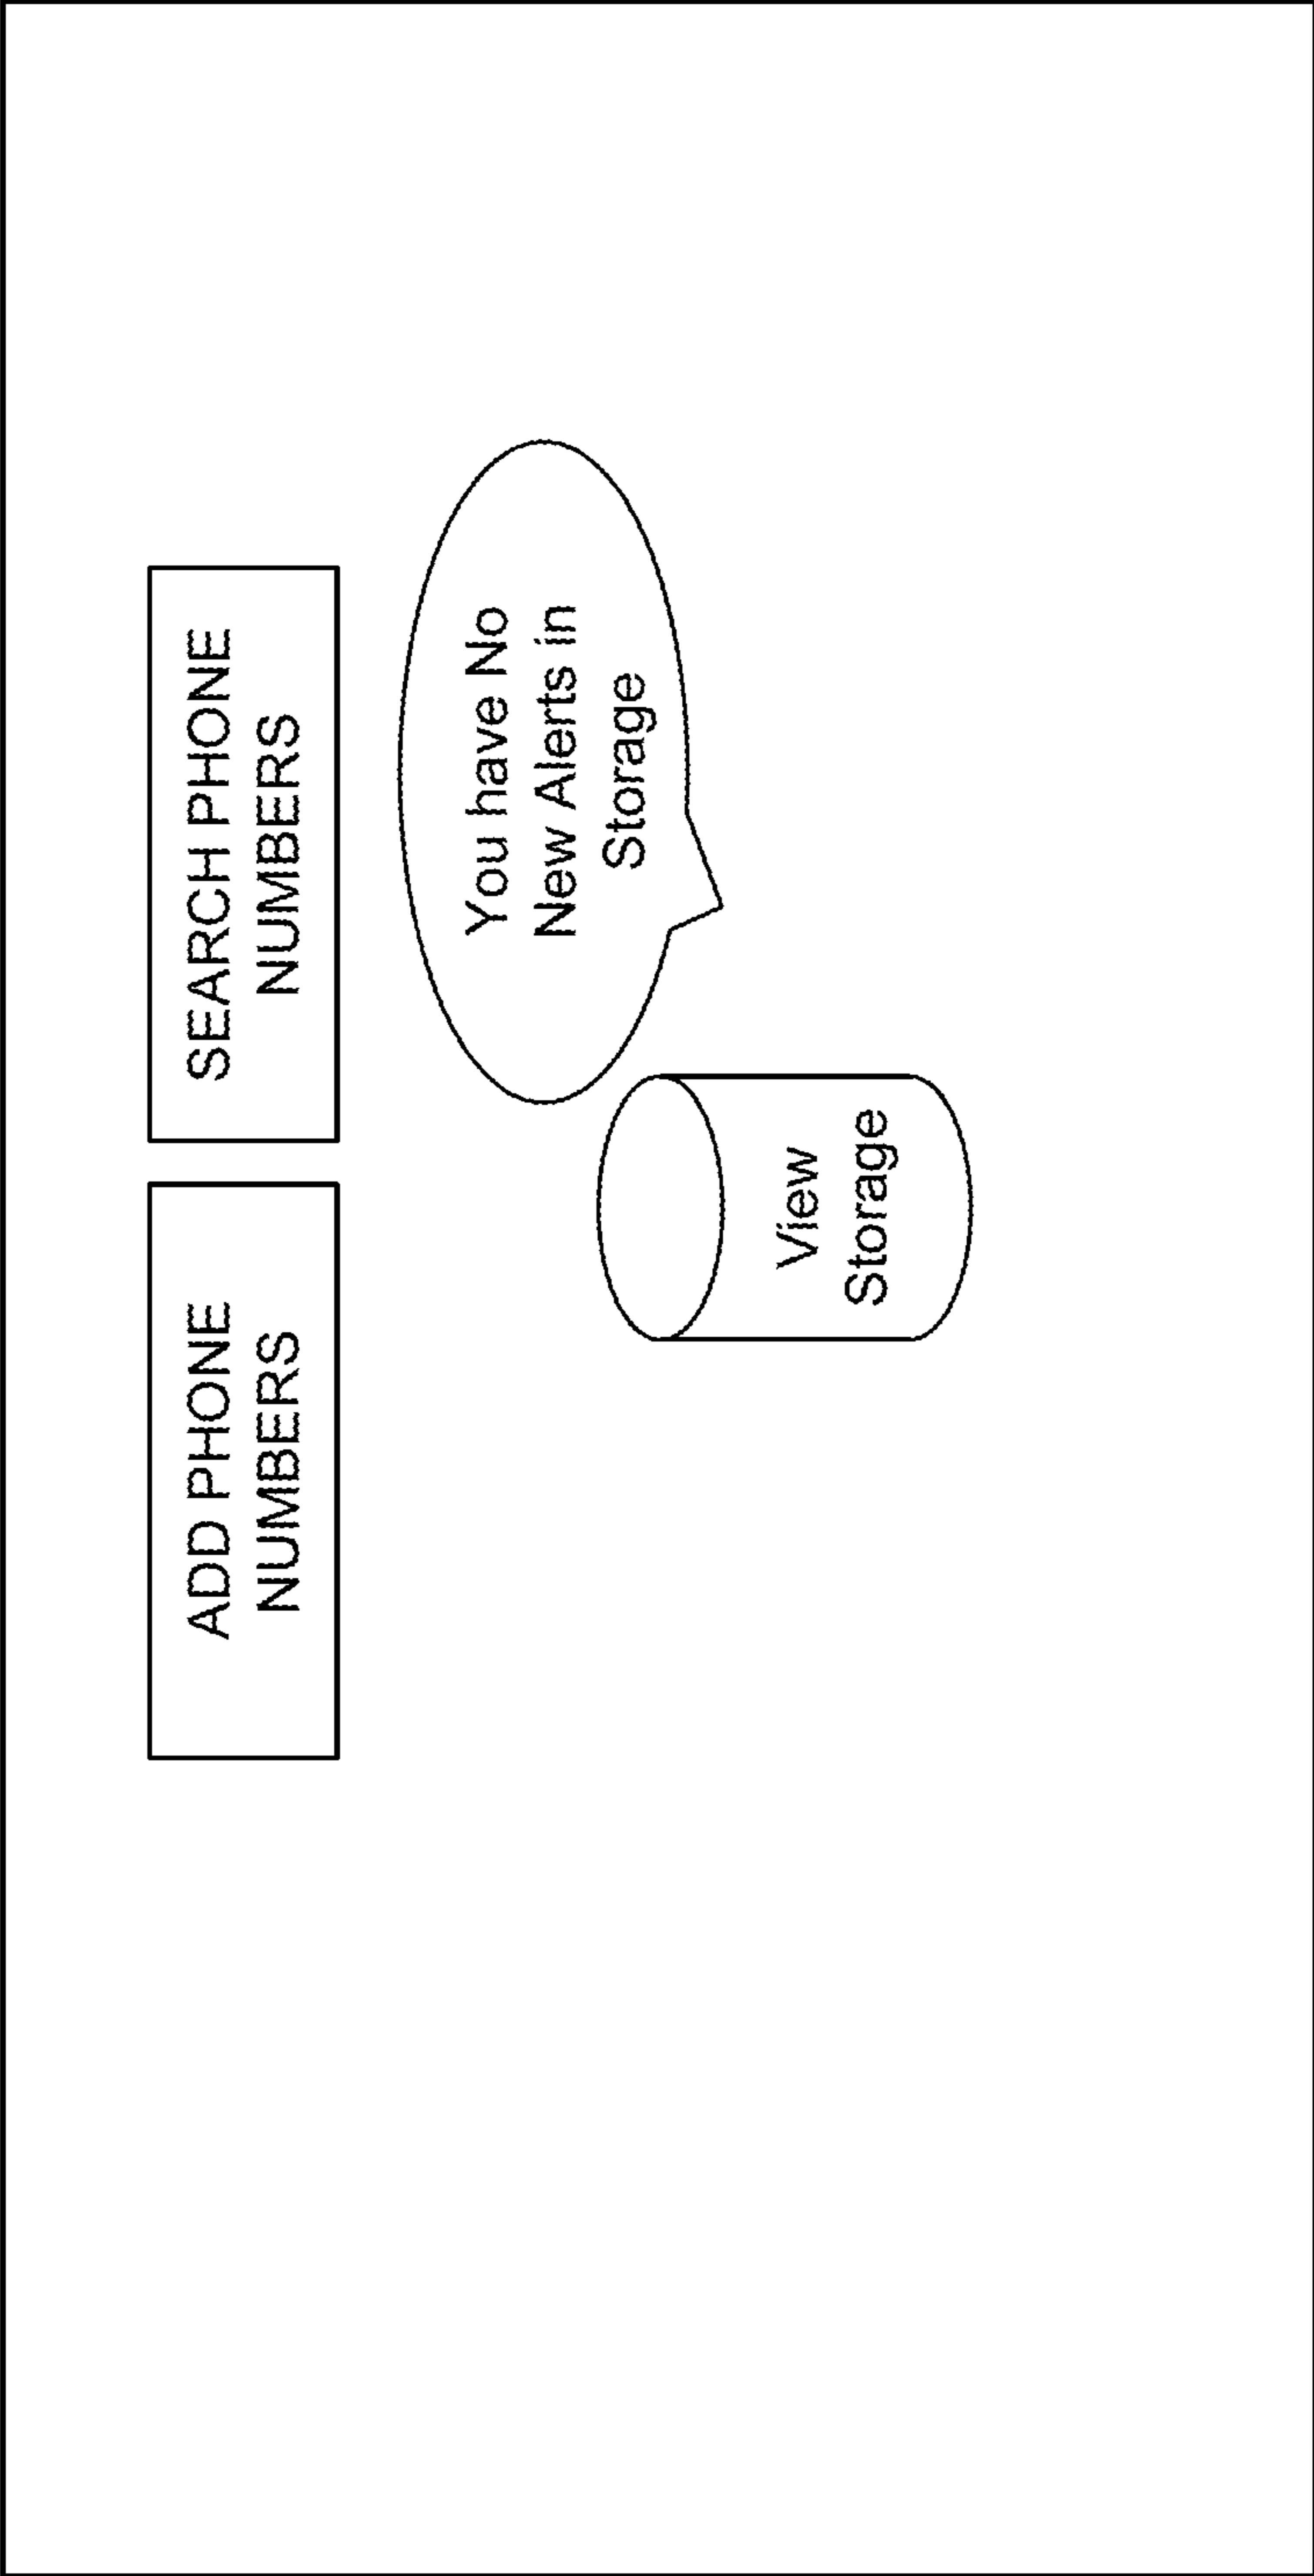 ADD PHONE
NUMBERS
SEARCH PHONE
NUMBERS
You have No
New Alerts in
Storage
View
Storage